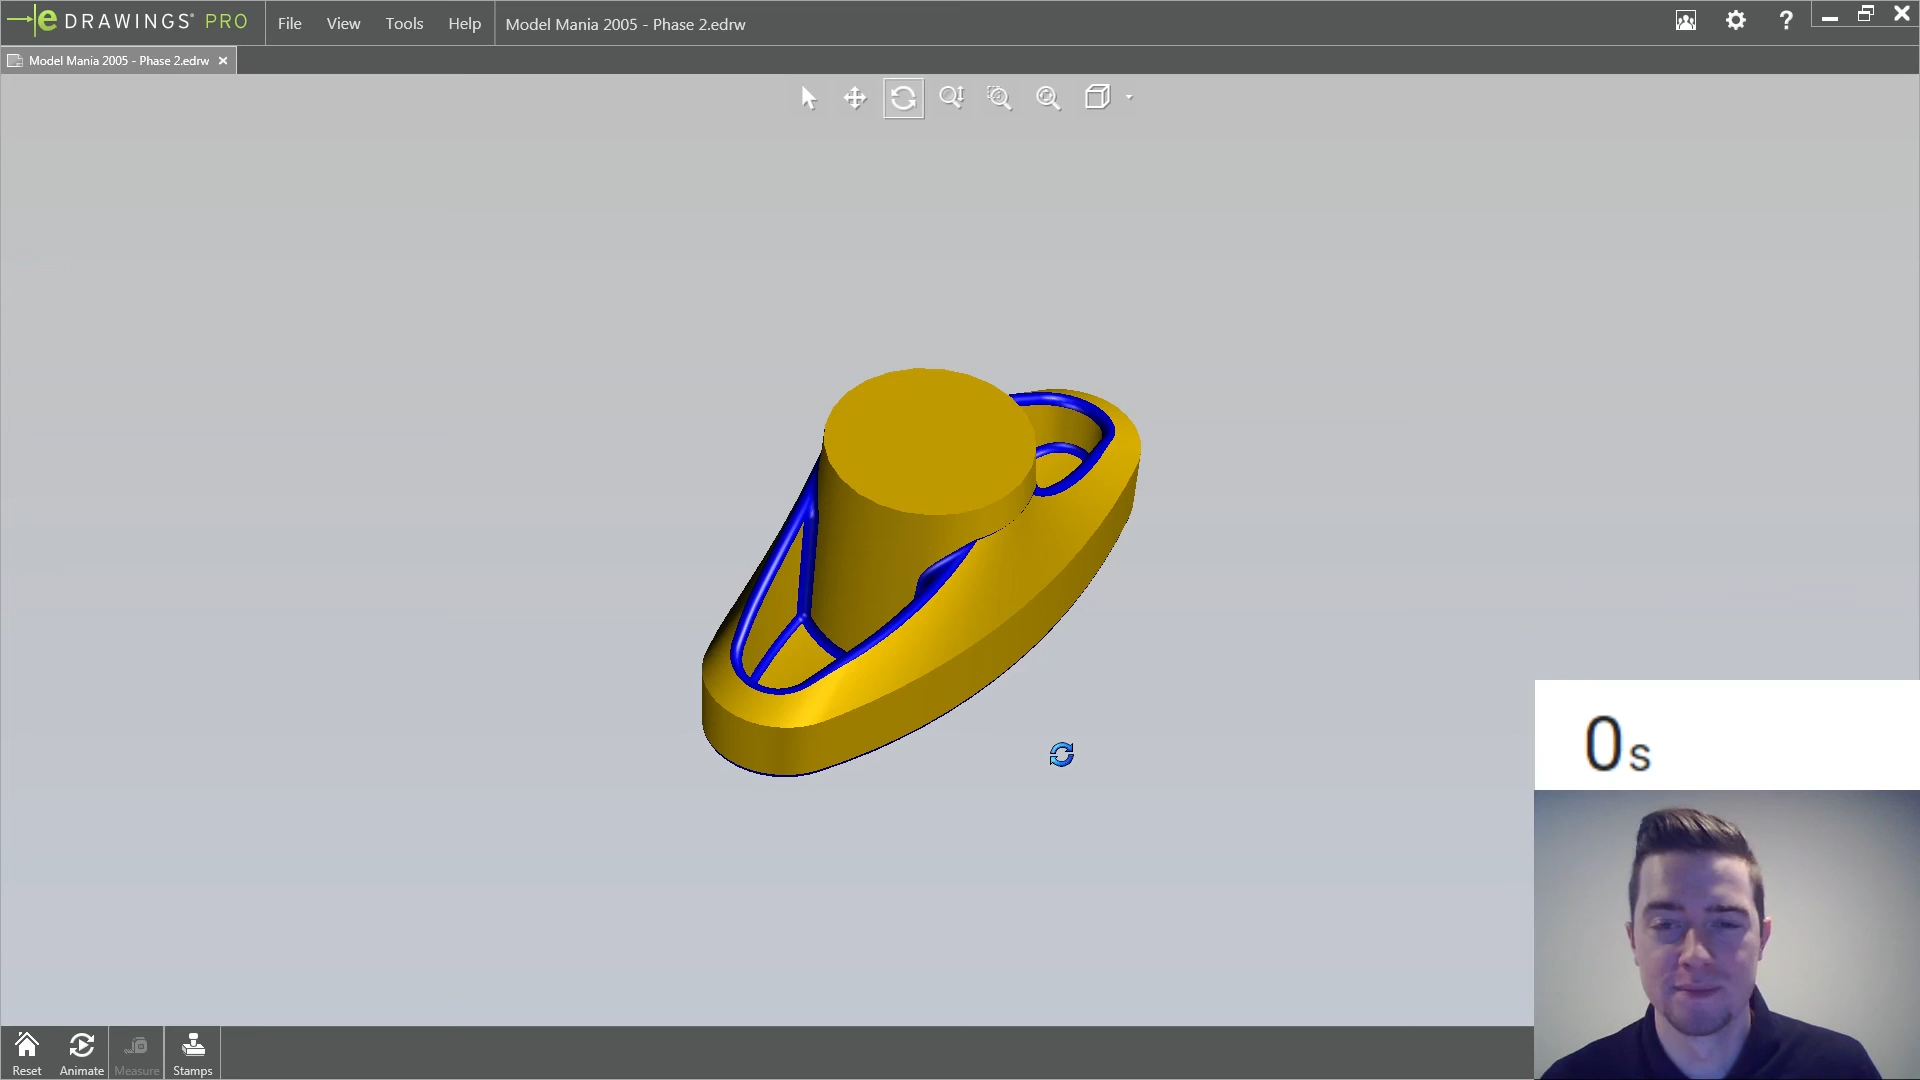 eDRAWINGS® PRO
File View Tools Help Model Mania 2005 - Phase 2.edrw
Model Mania 2005 - Phase 2.edrw
0s
Reset Animate Measure Stamps